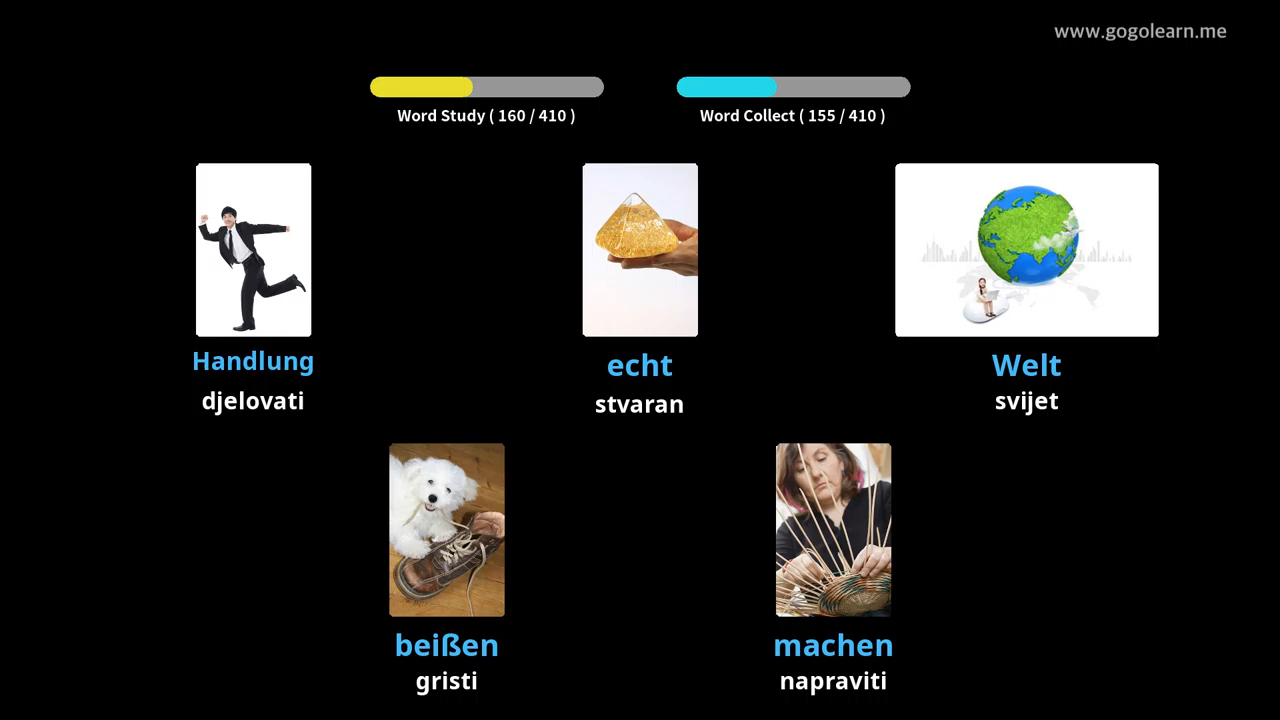 www.gogolearn.me
Word Study ( 160 / 410 )
Word Collect ( 155 / 410 )
Handlung
djelovati
echt
stvaran
Welt
svijet
beißen
gristi
machen
napraviti